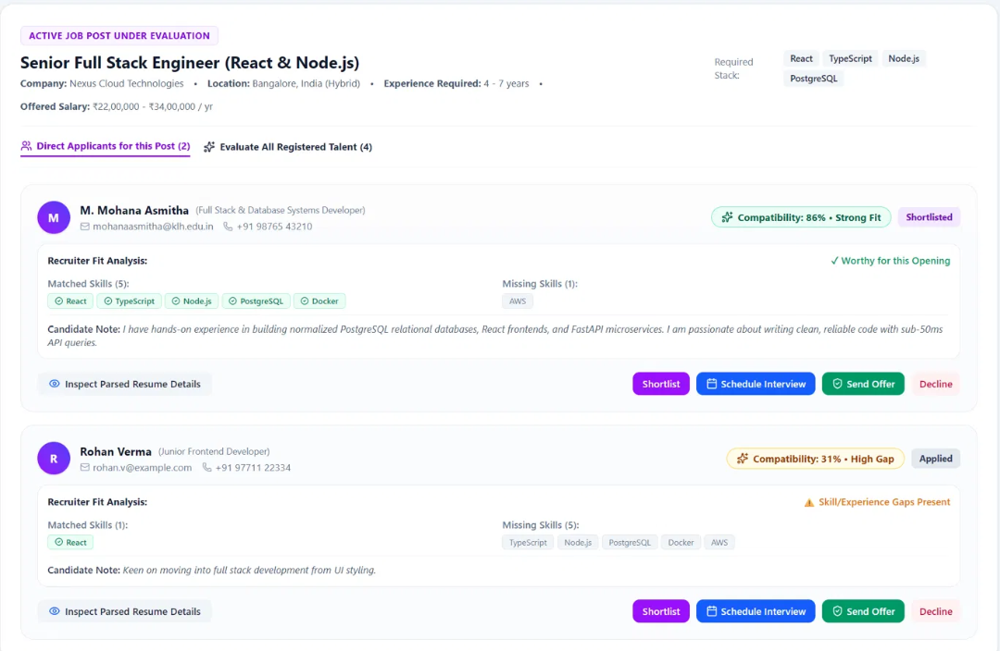 ACTIVE JOB POST UNDER EVALUATION
Senior Full Stack Engineer (React & Node.js)
Company: Nexus Cloud Technologies • Location: Bangalore, India (Hybrid) • Experience Required: 4 - 7 years •
Offered Salary: ₹22,00,000 - ₹34,00,000 / yr
Required Stack:
React TypeScript Node.js
PostgreSQL
Direct Applicants for this Post (2) Evaluate All Registered Talent (4)
M
M. Mohana Asmitha (Full Stack & Database Systems Developer)
mohanaasmitha@klh.edu.in +91 98765 43210
Compatibility: 86% • Strong Fit Shortlisted
Recruiter Fit Analysis: ✓ Worthy for this Opening
Matched Skills (5): Missing Skills (1):
React TypeScript Node.js PostgreSQL Docker AWS
Candidate Note: I have hands-on experience in building normalized PostgreSQL relational databases, React frontends, and FastAPI microservices. I am passionate about writing clean, reliable code with sub-50ms
API queries.
Inspect Parsed Resume Details Shortlist Schedule Interview Send Offer Decline
R
Rohan Verma (Junior Frontend Developer)
rohan.v@example.com +91 97711 22334
Compatibility: 31% • High Gap Applied
Recruiter Fit Analysis: ⚠ Skill/Experience Gaps Present
Matched Skills (1): Missing Skills (5):
React TypeScript Node.js PostgreSQL Docker AWS
Candidate Note: Keen on moving into full stack development from UI styling.
Inspect Parsed Resume Details Shortlist Schedule Interview Send Offer Decline